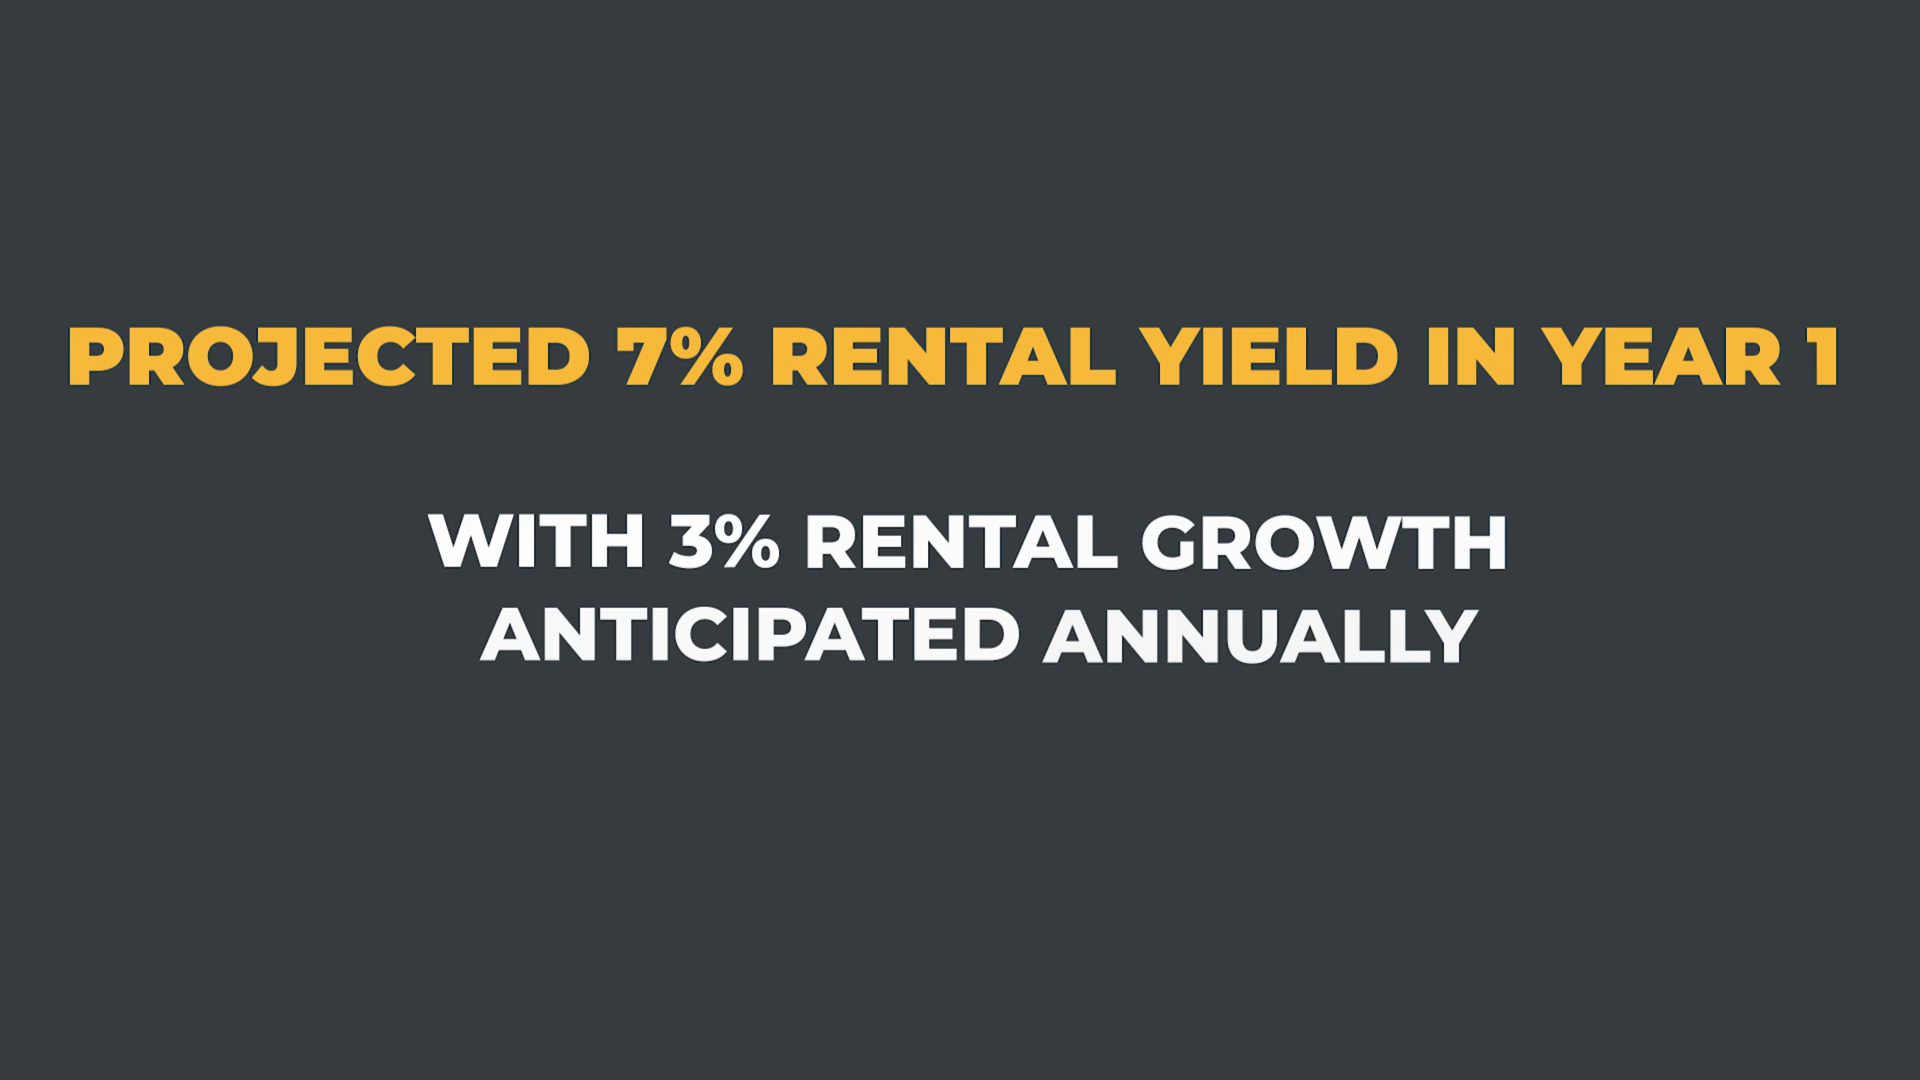 PROJECTED 7% RENTAL YIELD IN YEAR 1
WITH 3% RENTAL GROWTH
ANTICIPATED ANNUALLY